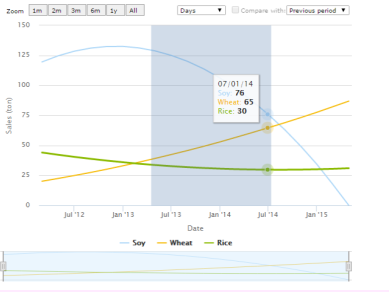 Zoom 1m 2m 3m 6m 1y All Days Compare with: Previous period
150
125
100
75
50
25
0
Sales (ton)
07/01/14
Soy: 76
Wheat: 65
Rice: 30
Jul '12 Jan '13 Jul '13 Jan '14 Jul '14 Jan '15
Date
Soy Wheat Rice